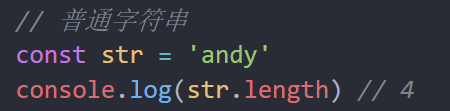 // 普通字符串
const str = 'andy'
console.log(str.length) // 4